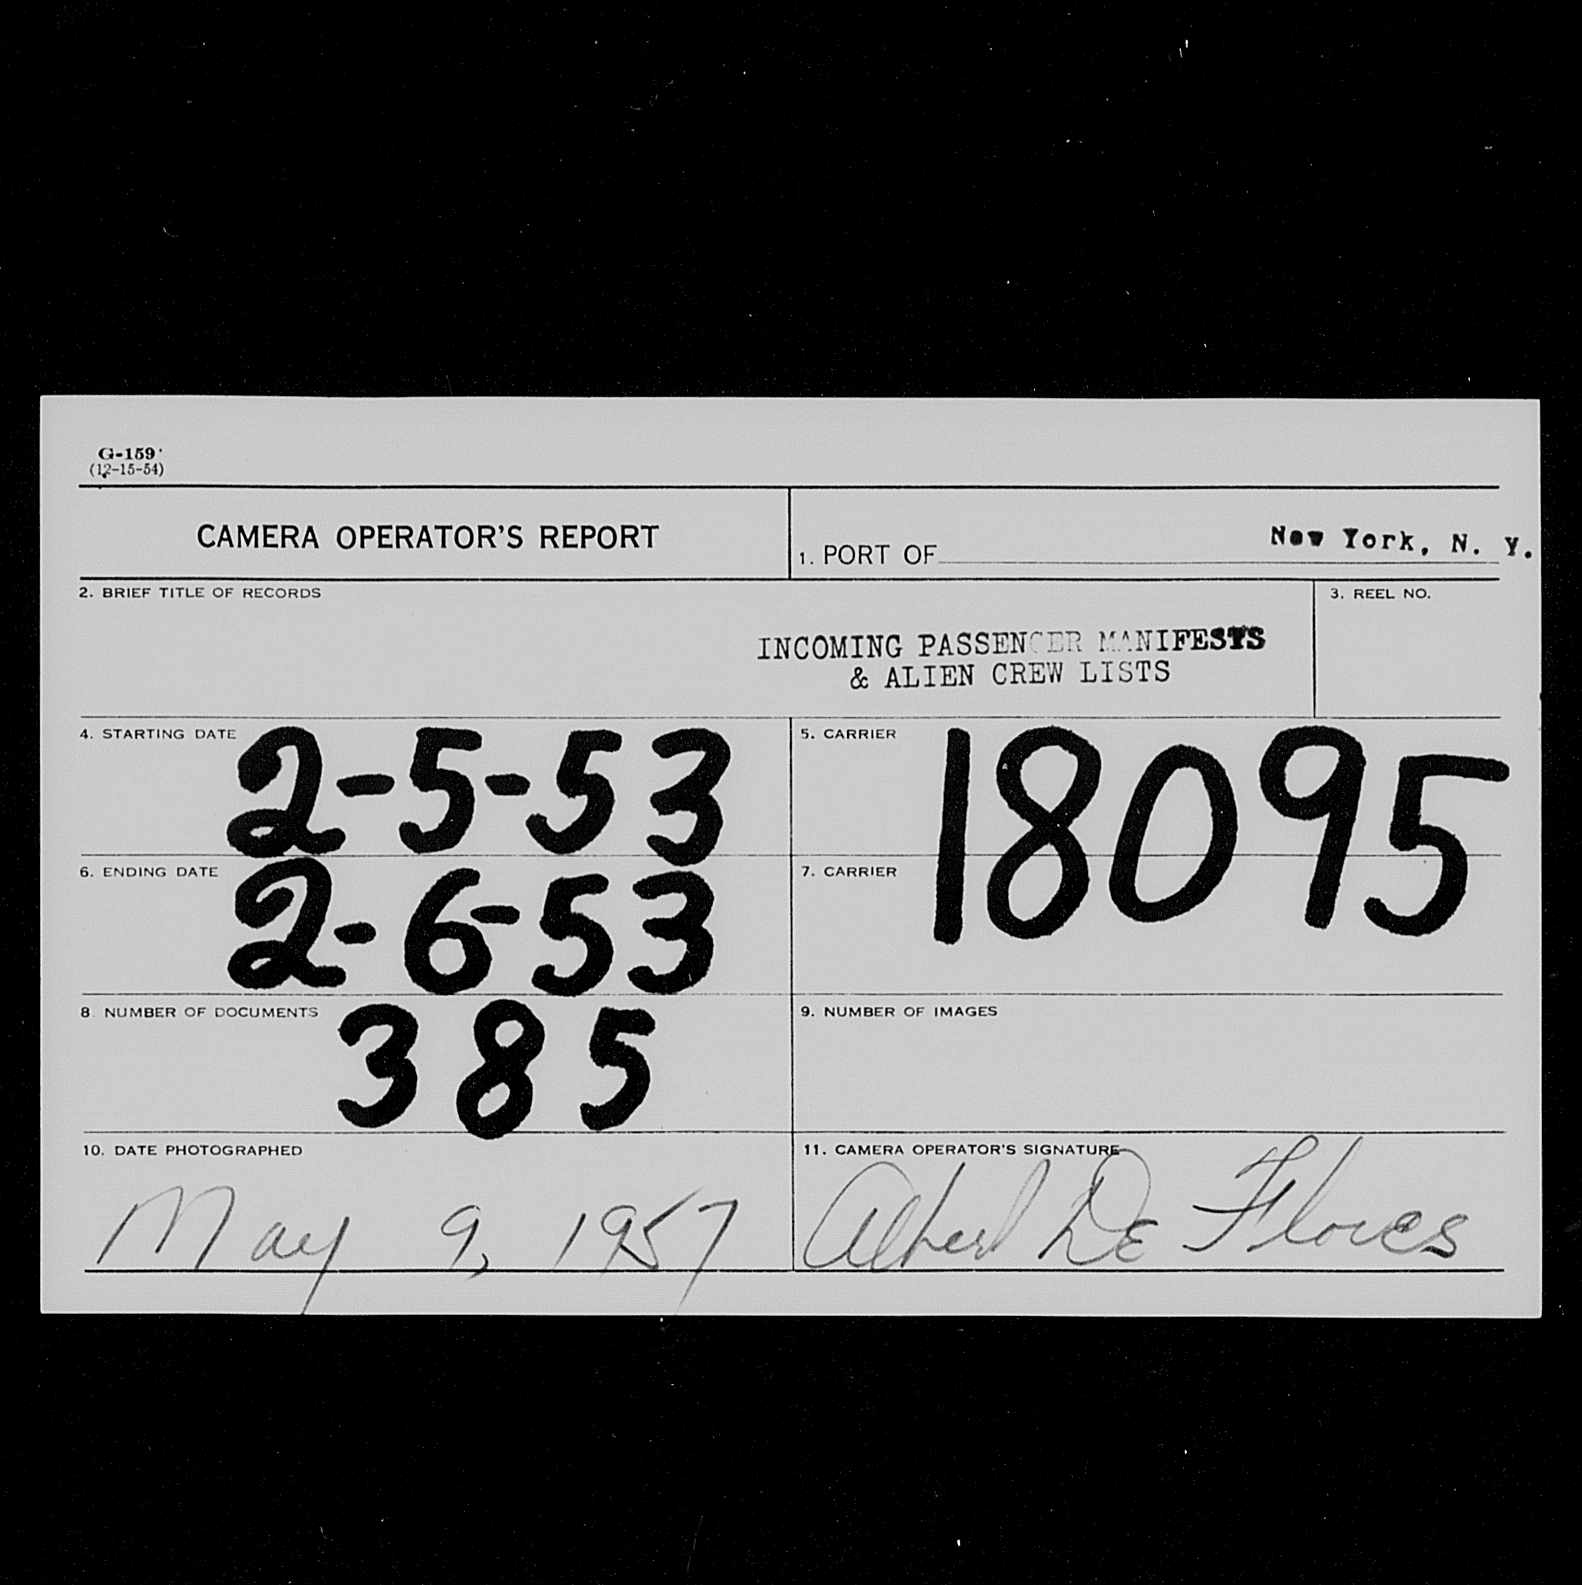 G-159
(12-15-54)
CAMERA OPERATOR'S REPORT
1. PORT OF New York, N. Y.
2. BRIEF TITLE OF RECORDS
INCOMING PASSENGER MANIFESTS
& ALIEN CREW LISTS
3. REEL NO.
4. STARTING DATE 2-5-53
5. CARRIER
18095
6. ENDING DATE 2-6-53
7. CARRIER
8. NUMBER OF DOCUMENTS 385
9. NUMBER OF IMAGES
10. DATE PHOTOGRAPHED
May 9, 1957
11. CAMERA OPERATOR'S SIGNATURE
Albert De Flores